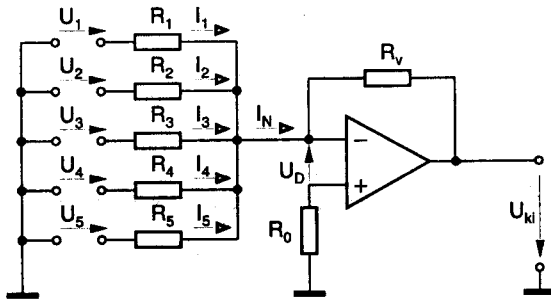 U1 R1 I1
U2 R2 I2
U3 R3 I3
U4 R4 I4
U5 R5 I5
IN
Rv
UD
−
+
R0
Uki